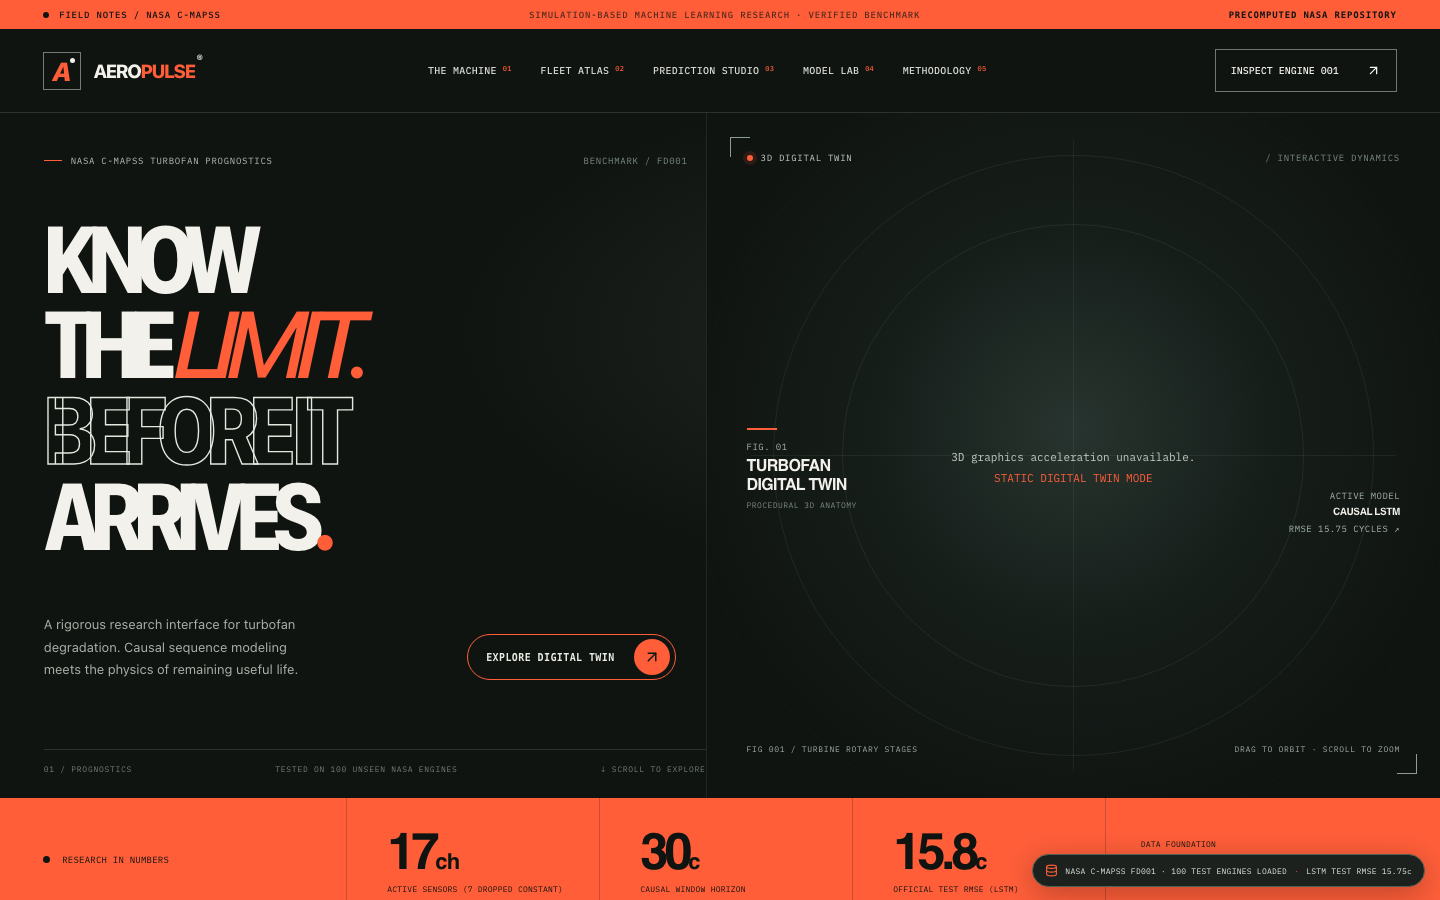 FIELD NOTES / NASA C-MAPSS
SIMULATION-BASED MACHINE LEARNING RESEARCH · VERIFIED BENCHMARK
PRECOMPUTED NASA REPOSITORY
A
AEROPULSE®
THE MACHINE 01
FLEET ATLAS 02
PREDICTION STUDIO 03
MODEL LAB 04
METHODOLOGY 05
INSPECT ENGINE 001
NASA C-MAPSS TURBOFAN PROGNOSTICS
BENCHMARK / FD001
KNOW
THE LIMIT.
BEFORE IT
ARRIVES.
A rigorous research interface for turbofan
degradation. Causal sequence modeling
meets the physics of remaining useful life.
EXPLORE DIGITAL TWIN
01 / PROGNOSTICS
TESTED ON 100 UNSEEN NASA ENGINES
↓ SCROLL TO EXPLORE
3D DIGITAL TWIN
/ INTERACTIVE DYNAMICS
FIG. 01
TURBOFAN
DIGITAL TWIN
PROCEDURAL 3D ANATOMY
3D graphics acceleration unavailable.
STATIC DIGITAL TWIN MODE
ACTIVE MODEL
CAUSAL LSTM
RMSE 15.75 CYCLES ↗
FIG 001 / TURBINE ROTARY STAGES
DRAG TO ORBIT · SCROLL TO ZOOM
RESEARCH IN NUMBERS
17ch
ACTIVE SENSORS (7 DROPPED CONSTANT)
30c
CAUSAL WINDOW HORIZON
15.8c
OFFICIAL TEST RMSE (LSTM)
DATA FOUNDATION
NASA C-MAPSS FD001 · 100 TEST ENGINES LOADED · LSTM TEST RMSE 15.75c